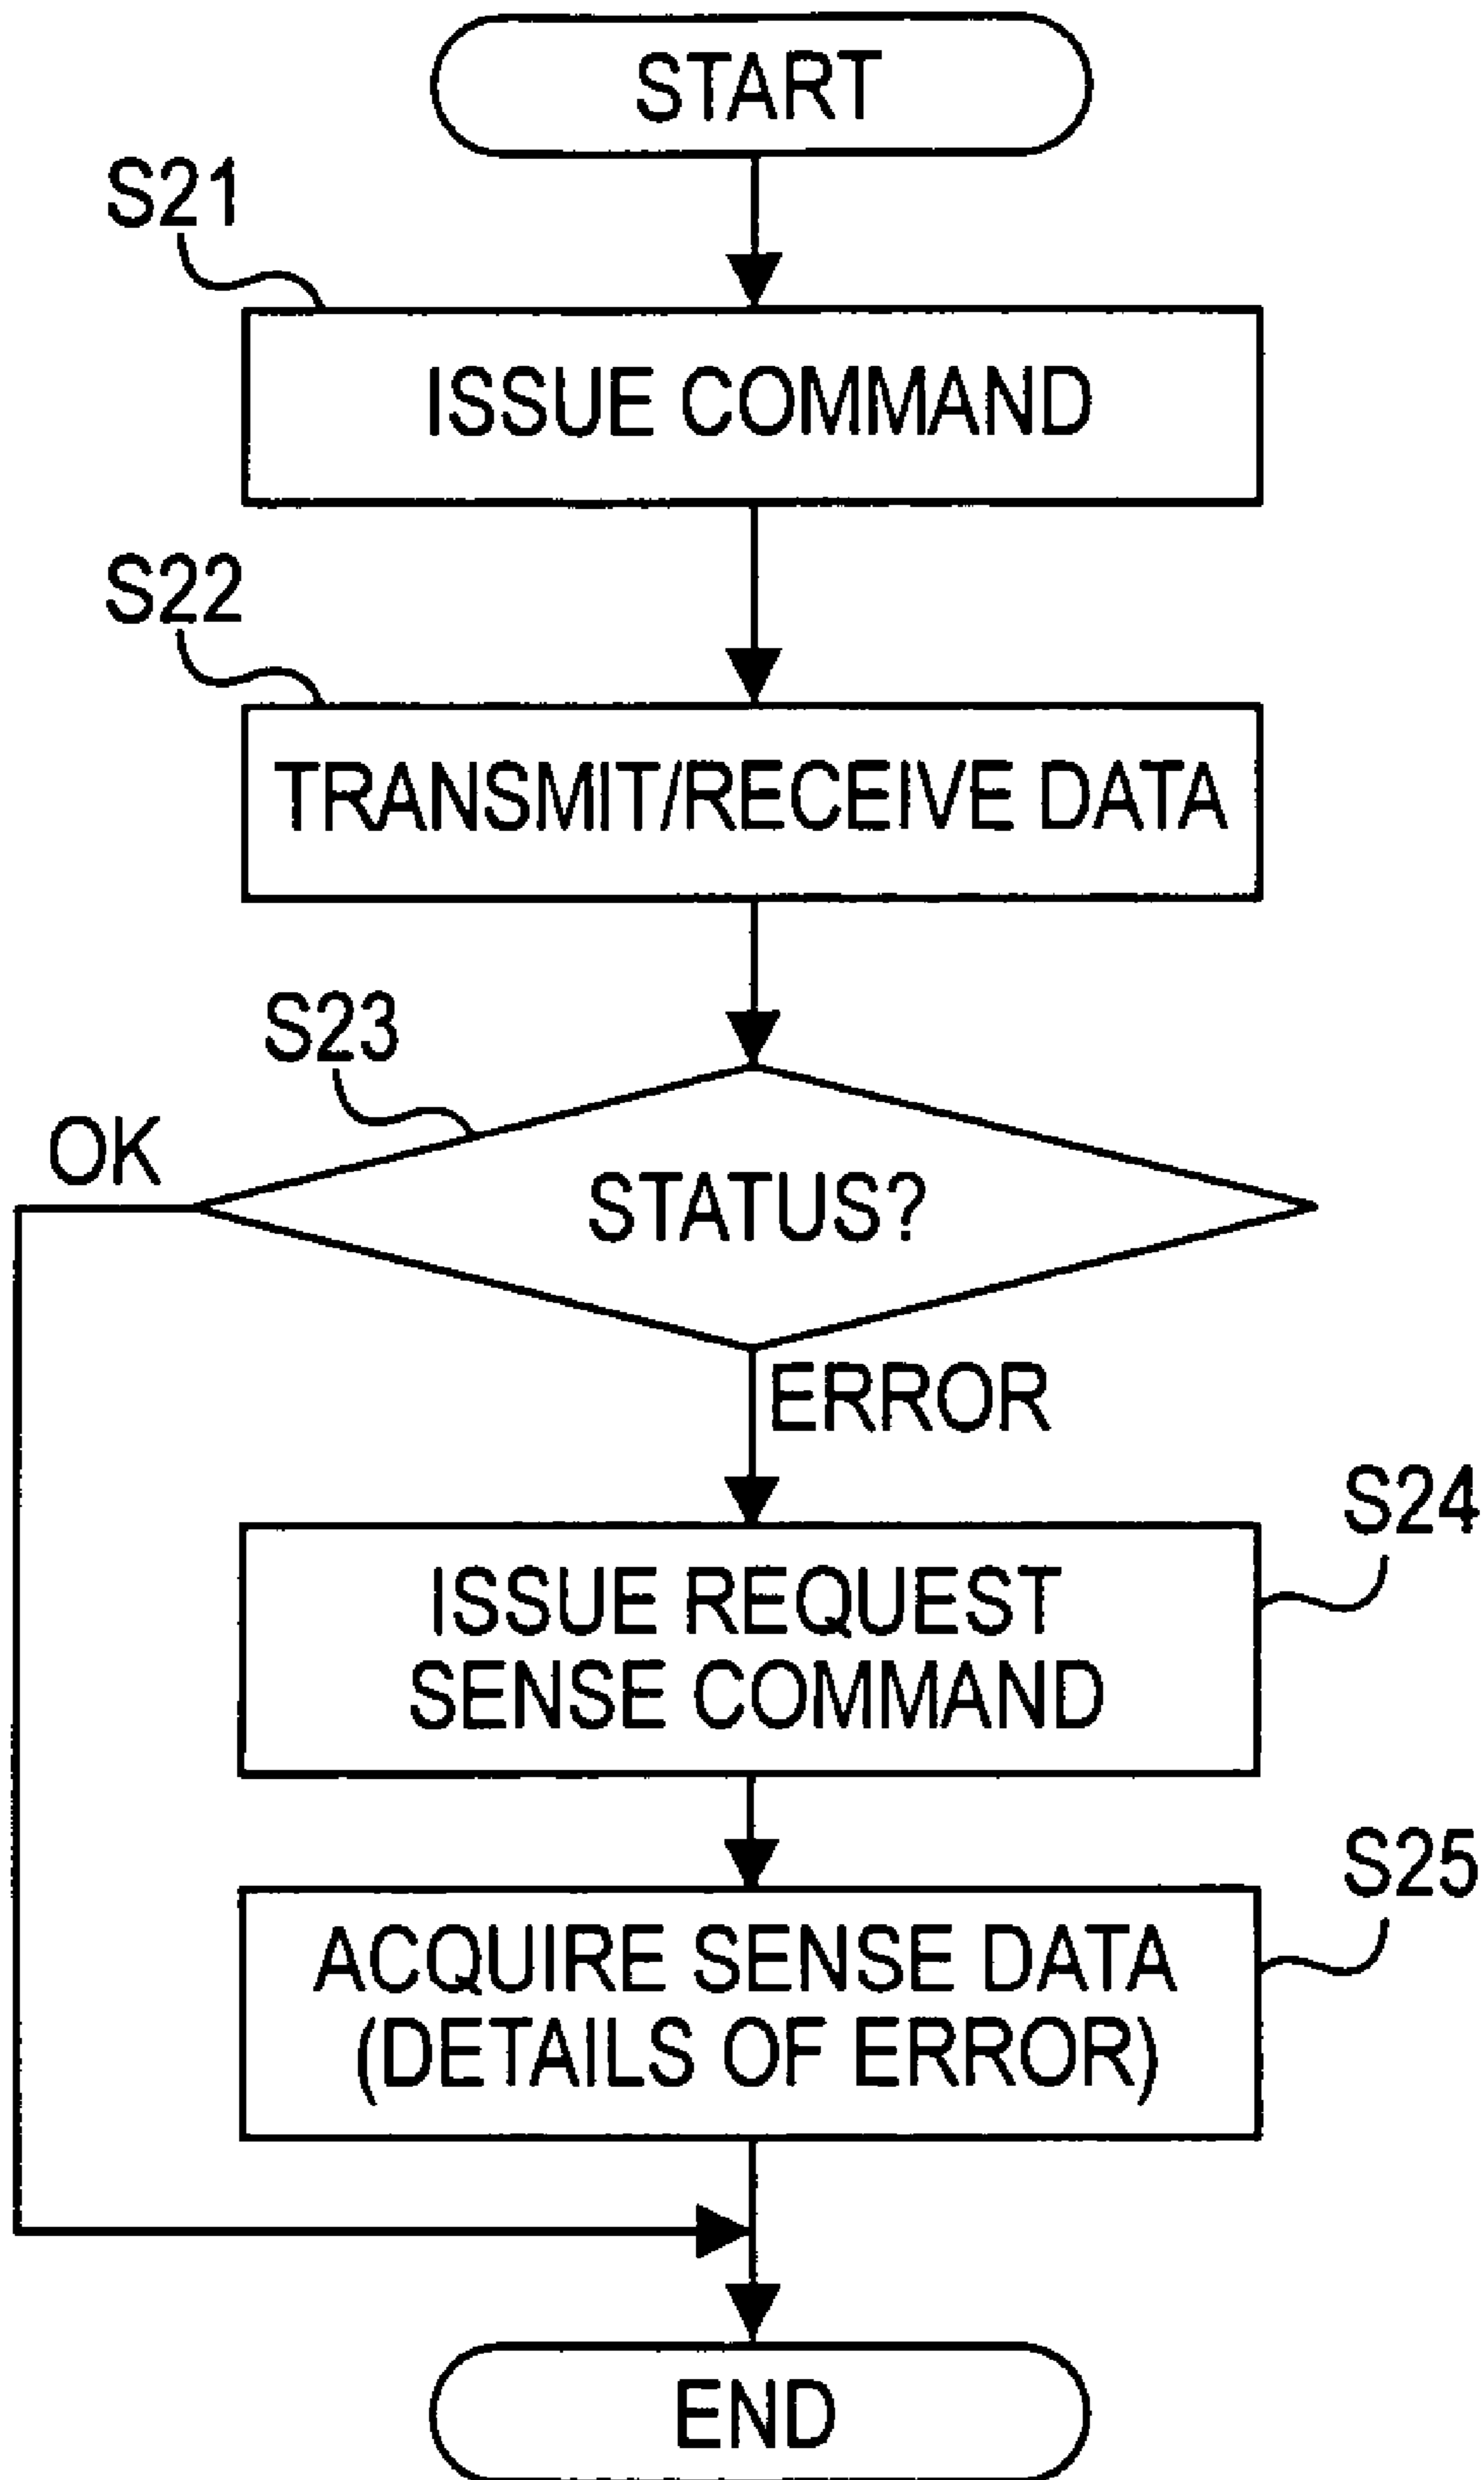 START
S21
ISSUE COMMAND
S22
TRANSMIT/RECEIVE DATA
S23
OK
STATUS?
ERROR
S24
ISSUE REQUEST
SENSE COMMAND
S25
ACQUIRE SENSE DATA
(DETAILS OF ERROR)
END